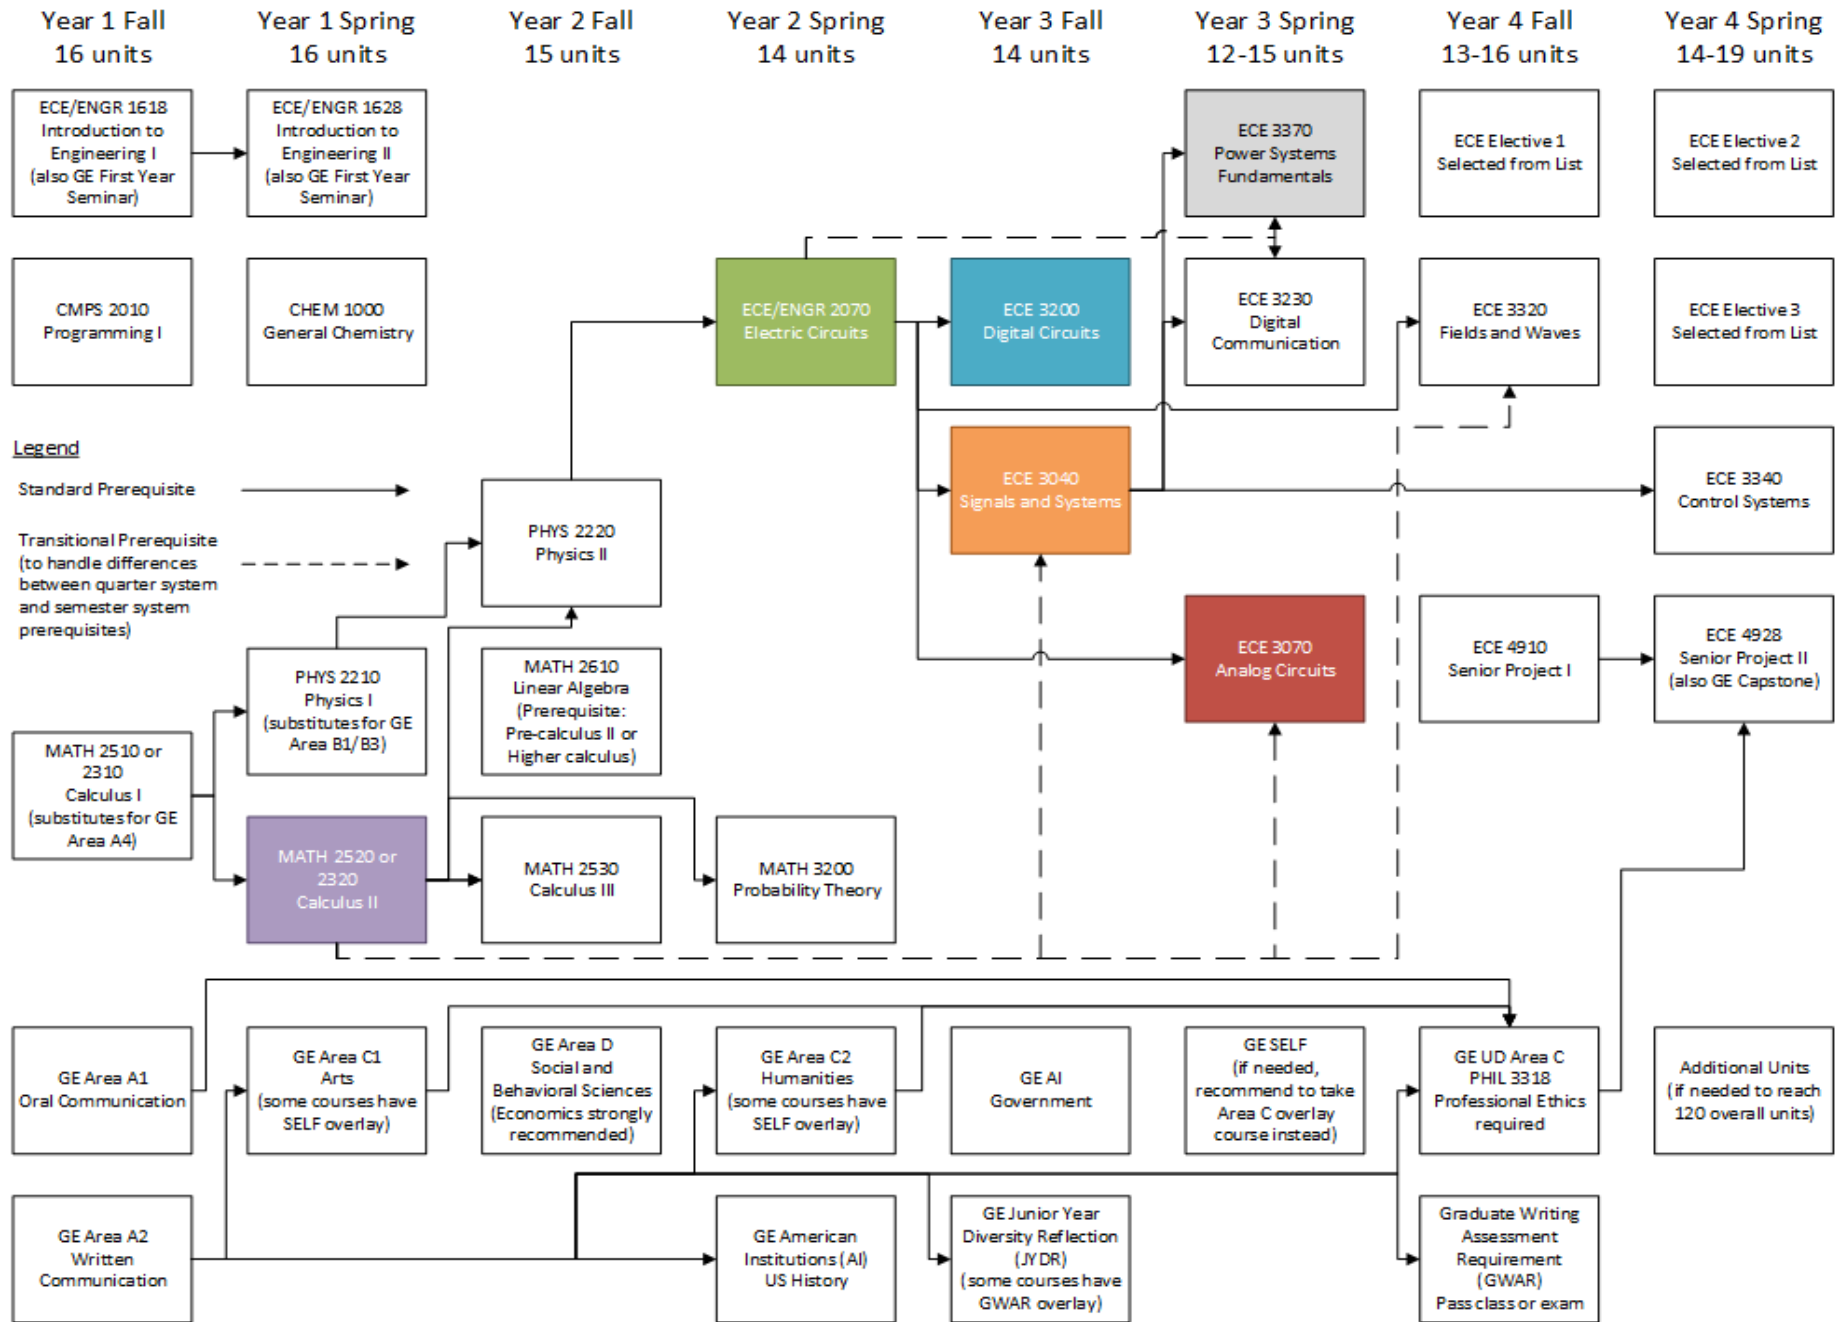 Year 1 Fall
16 units
Year 1 Spring
16 units
Year 2 Fall
15 units
Year 2 Spring
14 units
Year 3 Fall
14 units
Year 3 Spring
12-15 units
Year 4 Fall
13-16 units
Year 4 Spring
14-19 units
ECE/ENGR 1618
Introduction to
Engineering I
(also GE First Year
Seminar)
ECE/ENGR 1628
Introduction to
Engineering II
(also GE First Year
Seminar)
ECE 3370
Power Systems
Fundamentals
ECE Elective 1
Selected from List
ECE Elective 2
Selected from List
CMPS 2010
Programming I
CHEM 1000
General Chemistry
ECE/ENGR 2070
Electric Circuits
ECE 3200
Digital Circuits
ECE 3230
Digital
Communication
ECE 3320
Fields and Waves
ECE Elective 3
Selected from List
Legend
Standard Prerequisite
Transitional Prerequisite
(to handle differences
between quarter system
and semester system
prerequisites)
PHYS 2220
Physics II
ECE 3040
Signals and Systems
ECE 3340
Control Systems
PHYS 2210
Physics I
(substitutes for GE
Area B1/B3)
MATH 2610
Linear Algebra
(Prerequisite:
Pre-calculus II or
Higher calculus)
ECE 3070
Analog Circuits
ECE 4910
Senior Project I
ECE 4928
Senior Project II
(also GE Capstone)
MATH 2510 or
2310
Calculus I
(substitutes for GE
Area A4)
MATH 2520 or
2320
Calculus II
MATH 2530
Calculus III
MATH 3200
Probability Theory
GE Area A1
Oral Communication
GE Area C1
Arts
(some courses have
SELF overlay)
GE Area D
Social and
Behavioral Sciences
(Economics strongly
recommended)
GE Area C2
Humanities
(some courses have
SELF overlay)
GE AI
Government
GE SELF
(if needed,
recommend to take
Area C overlay
course instead)
GE UD Area C
PHIL 3318
Professional Ethics
required
Additional Units
(if needed to reach
120 overall units)
GE Area A2
Written
Communication
GE American
Institutions (AI)
US History
GE Junior Year
Diversity Reflection
(JYDR)
(some courses have
GWAR overlay)
Graduate Writing
Assessment
Requirement
(GWAR)
Pass class or exam